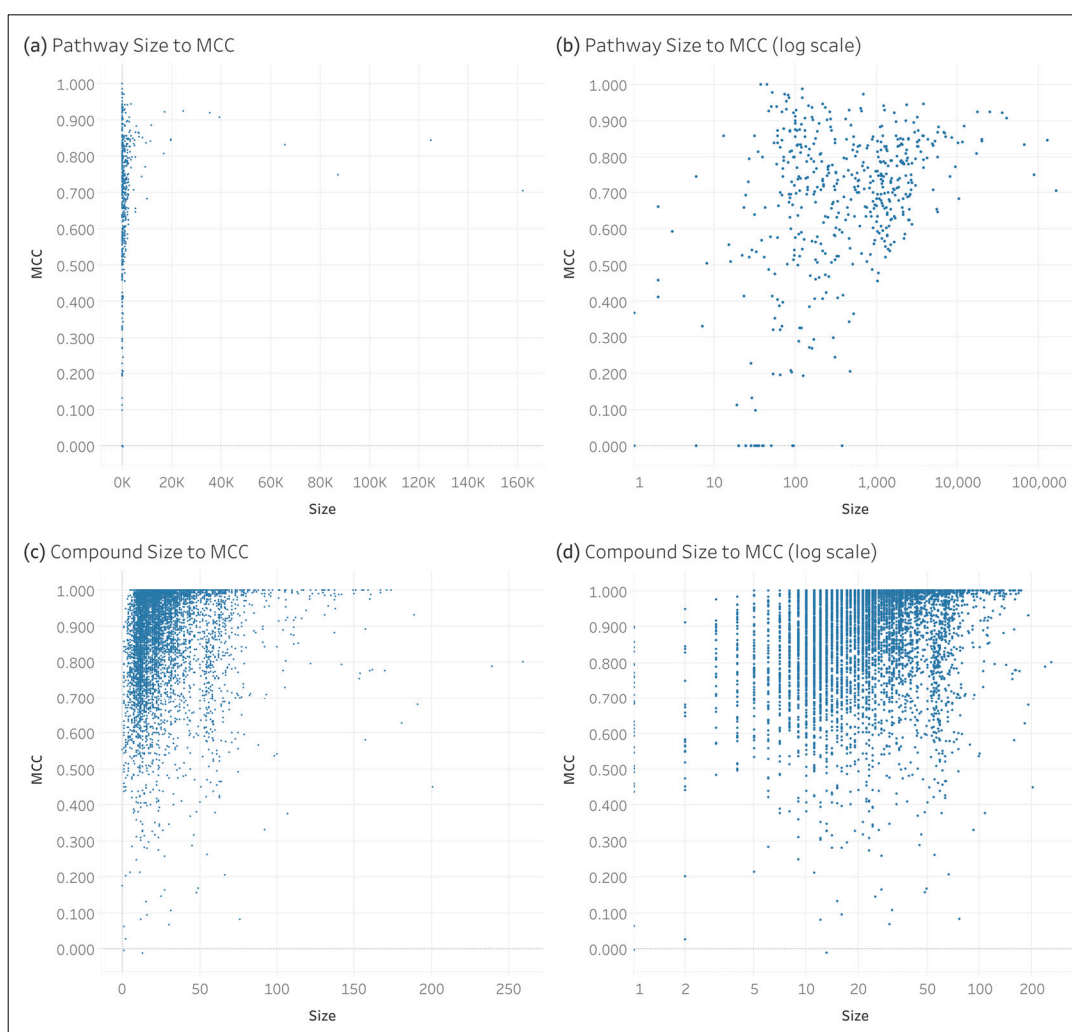 (a) Pathway Size to MCC
MCC
1.000
0.900
0.800
0.700
0.600
0.500
0.400
0.300
0.200
0.100
0.000
0K 20K 40K 60K 80K 100K 120K 140K 160K
Size
(b) Pathway Size to MCC (log scale)
MCC
1.000
0.900
0.800
0.700
0.600
0.500
0.400
0.300
0.200
0.100
0.000
1 10 100 1,000 10,000 100,000
Size
(c) Compound Size to MCC
MCC
1.000
0.900
0.800
0.700
0.600
0.500
0.400
0.300
0.200
0.100
0.000
0 50 100 150 200 250
Size
(d) Compound Size to MCC (log scale)
MCC
1.000
0.900
0.800
0.700
0.600
0.500
0.400
0.300
0.200
0.100
0.000
1 2 5 10 20 50 100 200
Size